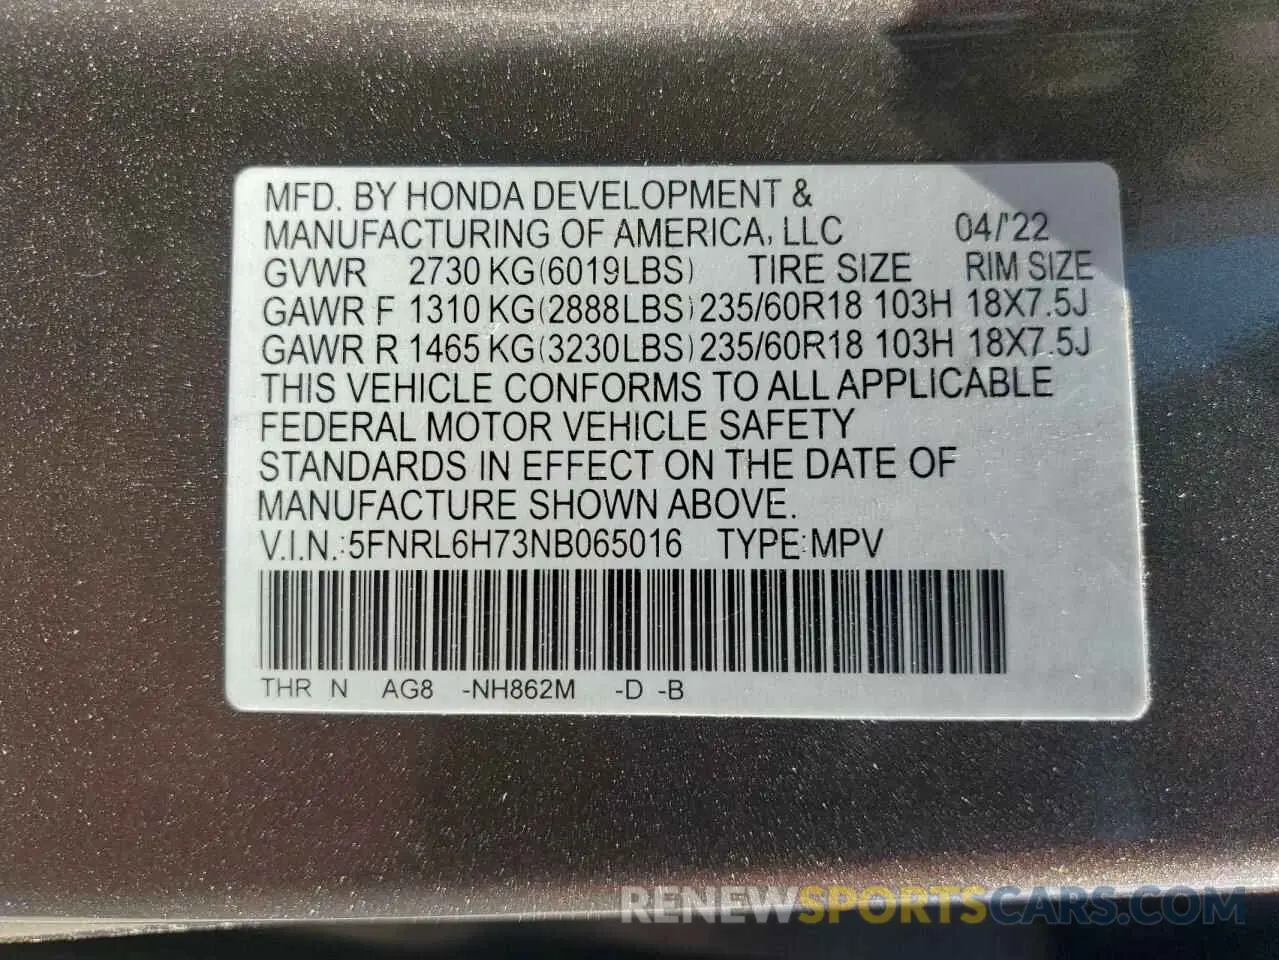 MFD. BY HONDA DEVELOPMENT &
MANUFACTURING OF AMERICA, LLC 04/'22
GVWR 2730 KG(6019LBS) TIRE SIZE RIM SIZE
GAWR F 1310 KG(2888LBS) 235/60R18 103H 18X7.5J
GAWR R 1465 KG(3230LBS) 235/60R18 103H 18X7.5J
THIS VEHICLE CONFORMS TO ALL APPLICABLE
FEDERAL MOTOR VEHICLE SAFETY
STANDARDS IN EFFECT ON THE DATE OF
MANUFACTURE SHOWN ABOVE.
V.I.N.:5FNRL6H73NB065016 TYPE:MPV
THR N AG8 -NH862M -D -B
RENEWSPORTSCARS.COM